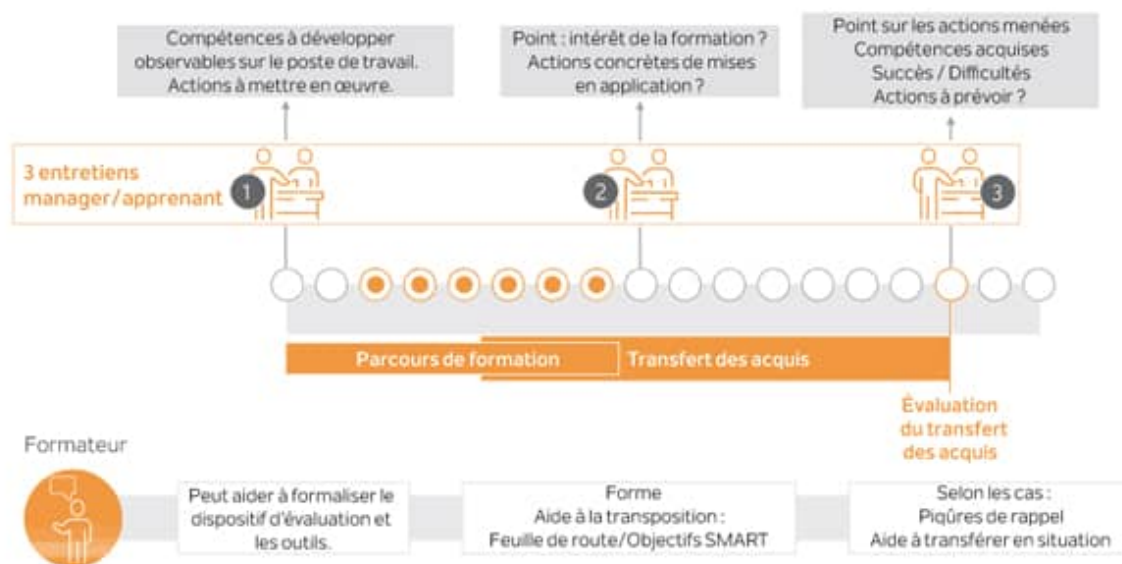 Compétences à développer
observables sur le poste de travail.
Actions à mettre en œuvre.
Point : intérêt de la formation ?
Actions concrètes de mises
en application ?
Point sur les actions menées
Compétences acquises
Succès / Difficultés
Actions à prévoir ?
3 entretiens
manager/apprenant
1
2
3
Parcours de formation
Transfert des acquis
Évaluation
du transfert
des acquis
Formateur
Peut aider à formaliser le
dispositif d'évaluation et
les outils.
Forme
Aide à la transposition :
Feuille de route/Objectifs SMART
Selon les cas :
Piqûres de rappel
Aide à transférer en situation